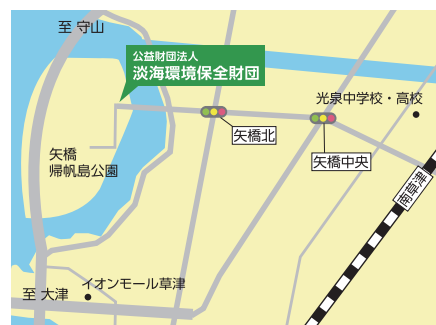 至 守山
公益財団法人
淡海環境保全財団
光泉中学校・高校
矢橋北
矢橋中央
矢橋
帰帆島公園
南草津
イオンモール草津
至 大津